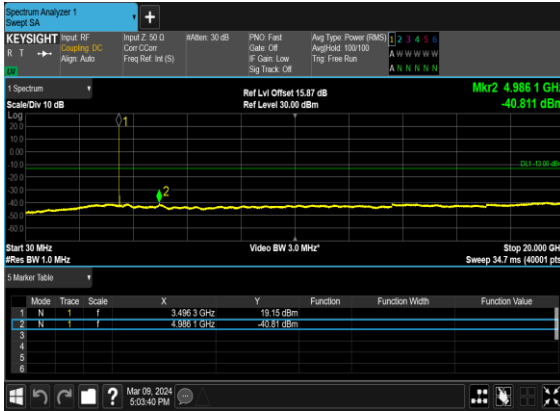 Spectrum Analyzer 1
Swept SA
+
KEYSIGHT Input: RF Input Z: 50 Ω #Atten: 30 dB PNO: Fast Avg Type: Power (RMS) 1 2 3 4 5 6
R T Coupling: DC Corr CCorr Gate: Off Avg|Hold: 100/100 A W W W W W
Align: Auto Freq Ref: Int (S) IF Gain: Low Trig: Free Run
Sig Track: Off A N N N N N
1 Spectrum Ref Lvl Offset 15.87 dB Mkr2 4.986 1 GHz
Scale/Div 10 dB Ref Level 30.00 dBm -40.811 dBm
Log
20.0
10.0
0.00
-10.0
DL1 -13.00 dBm
-20.0
-30.0
-40.0
-50.0
-60.0
1
2
Start 30 MHz Video BW 3.0 MHz* Stop 20.000 GH
#Res BW 1.0 MHz Sweep 34.7 ms (40001 pts
5 Marker Table
Mode Trace Scale X Y Function Function Width Function Value
1 N 1 f 3.496 3 GHz 19.15 dBm
2 N 1 f 4.986 1 GHz -40.81 dBm
3
4
5
6
? Mar 09, 2024
5:03:40 PM